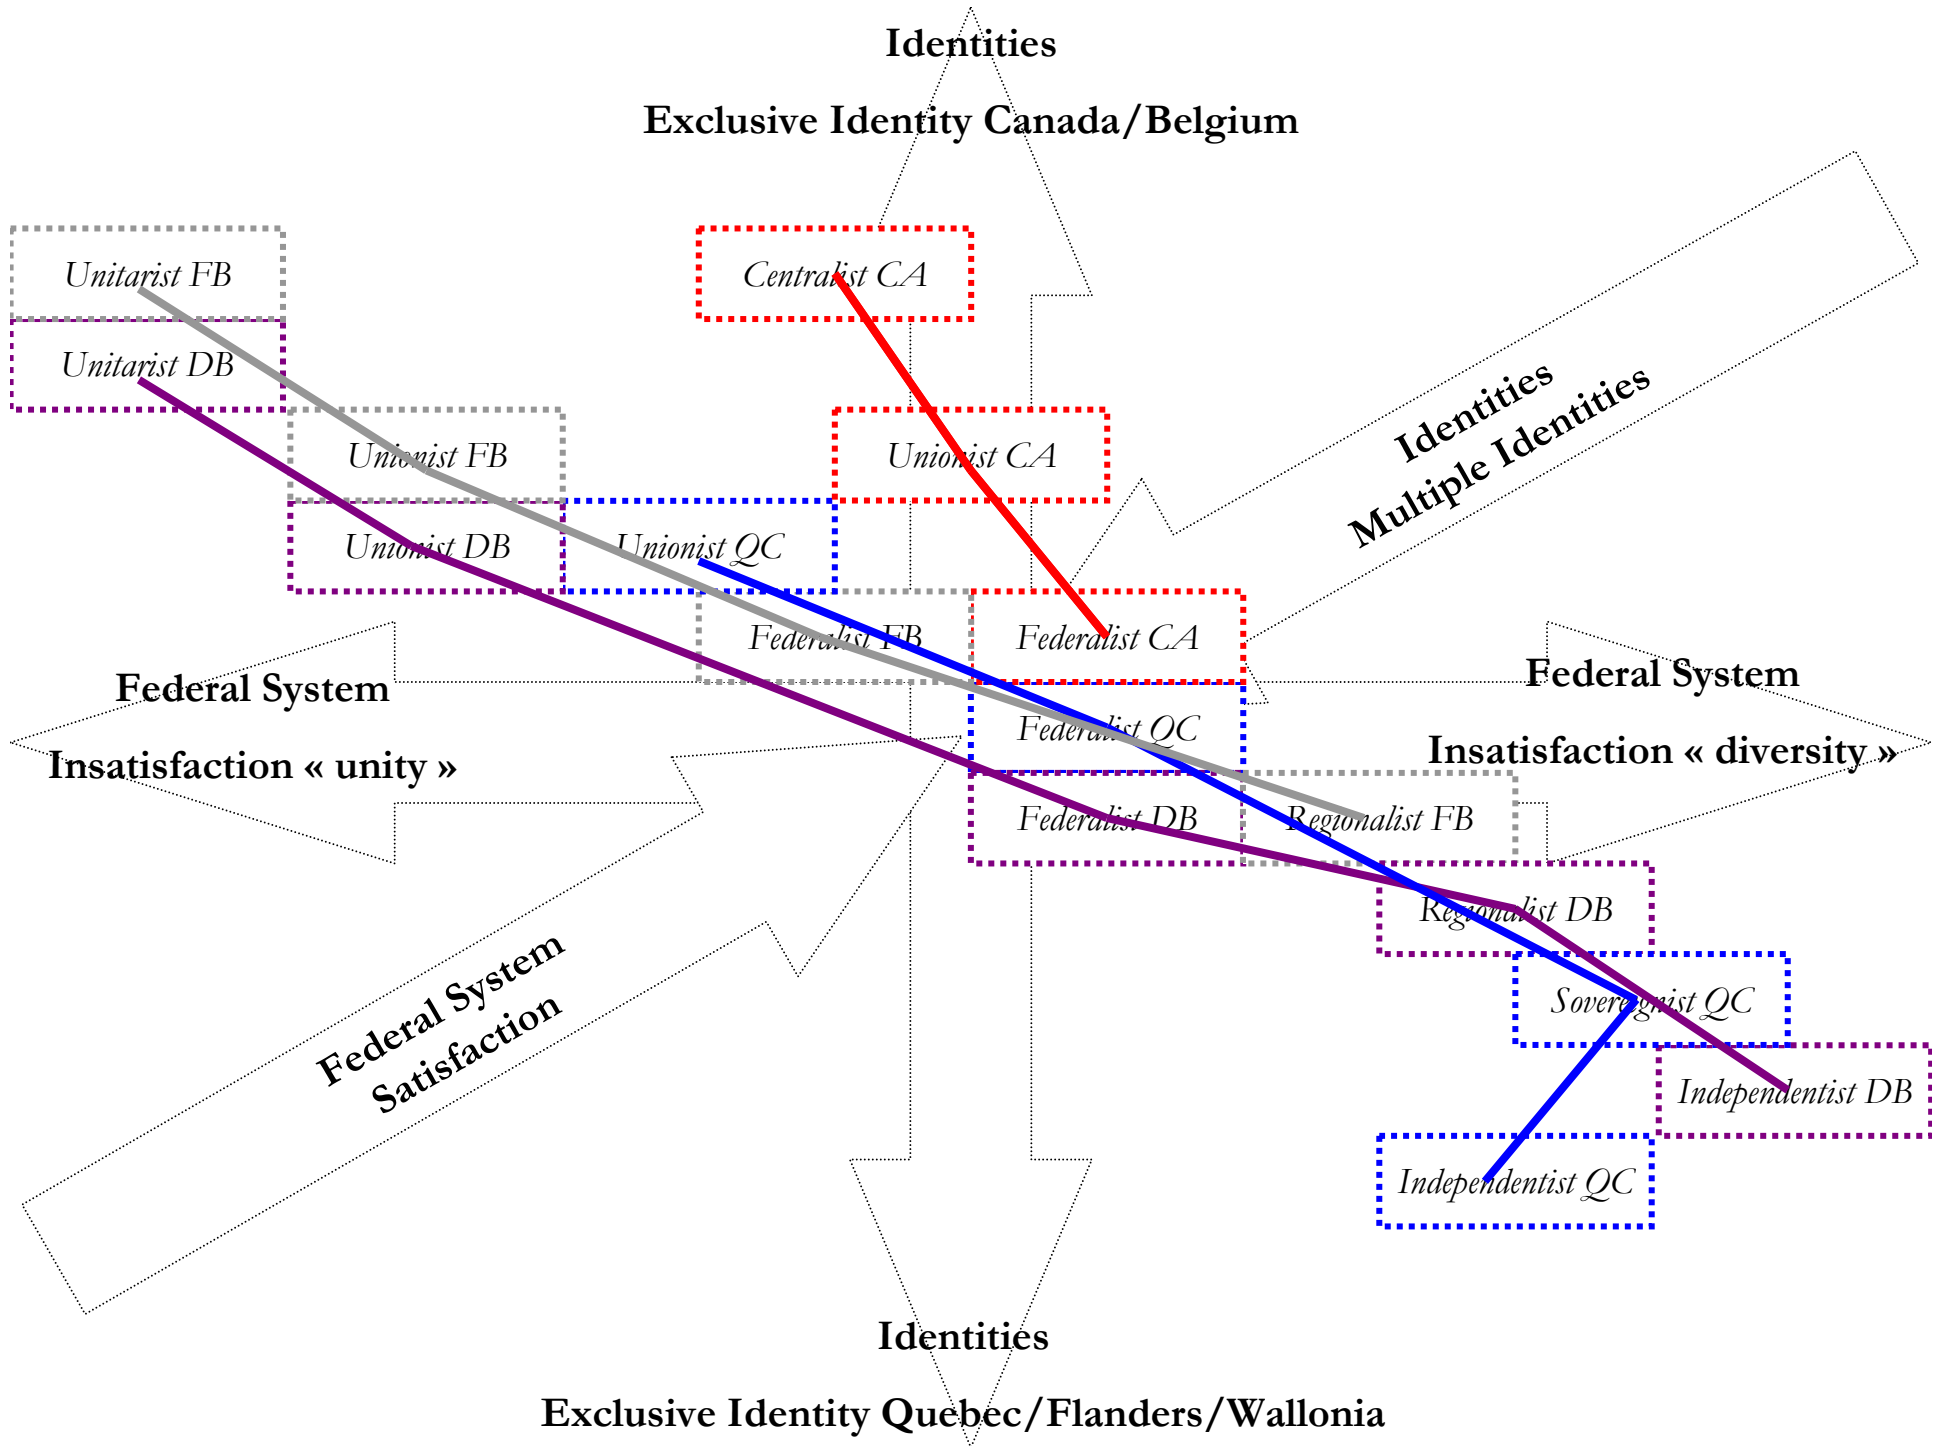 Identities
Exclusive Identity Canada/Belgium
Unitarist FB
Centralist CA
Unitarist DB
Identities
Multiple Identities
Unionist FB
Unionist CA
Unionist DB
Unionist QC
Federalist FB
Federalist CA
Federal System
Insatisfaction « unity »
Federal System
Insatisfaction « diversity »
Federalist QC
Federalist DB
Regionalist FB
Regionalist DB
Federal System
Satisfaction
Sovereignist QC
Independentist DB
Independentist QC
Identities
Exclusive Identity Quebec/Flanders/Wallonia